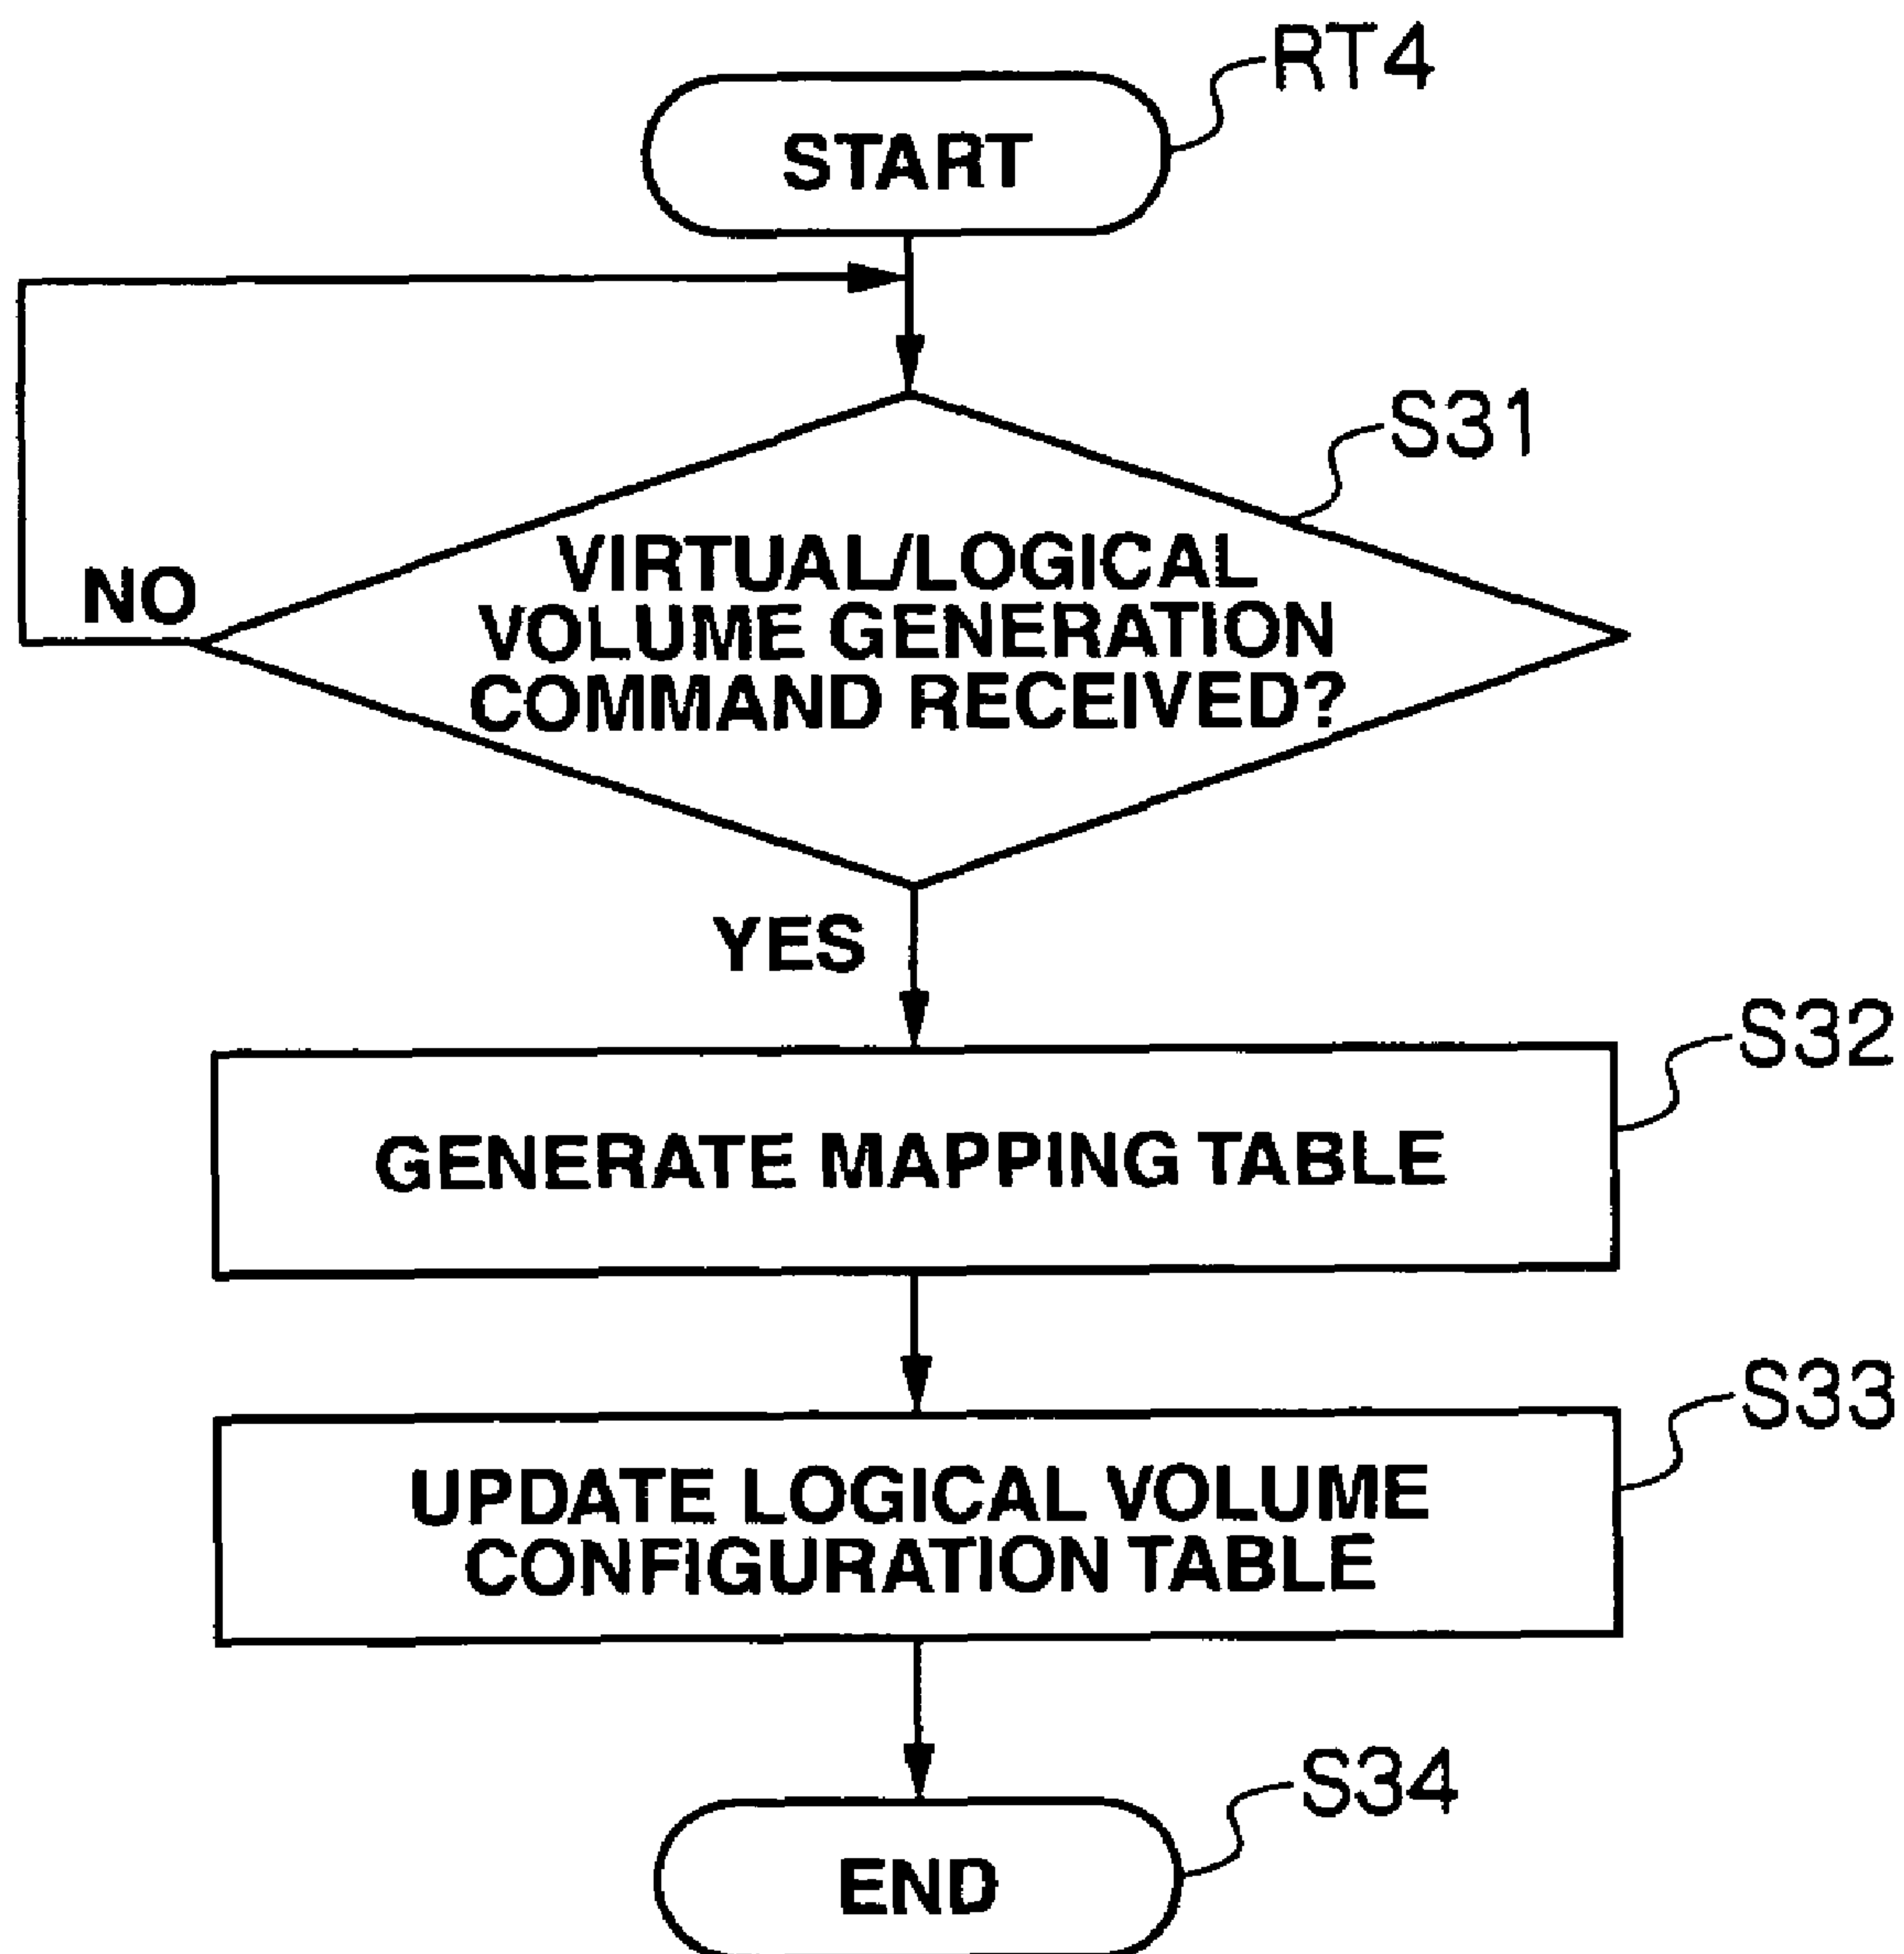 RT4
START
S31
VIRTUAL/LOGICAL
VOLUME GENERATION
COMMAND RECEIVED?
NO
YES
S32
GENERATE MAPPING TABLE
S33
UPDATE LOGICAL VOLUME
CONFIGURATION TABLE
S34
END